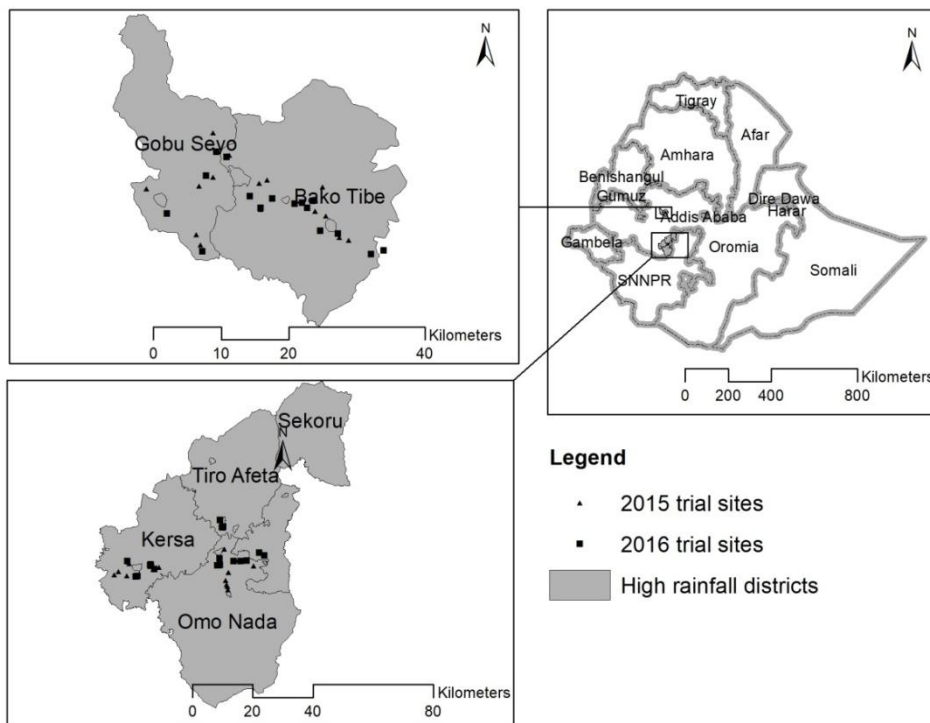 N
Gobu Seyo
Bako Tibe
Kilometers
0 10 20 40
N
Tigray
Afar
Amhara
Benishangul
Gumuz
Dire Dawa
Harar
Addis Ababa
Gambela
Oromia
SNNPR
Somali
Kilometers
0 200 400 800
Sekoru
N
Tiro Afeta
Kersa
Omo Nada
Kilometers
0 20 40 80
Legend
2015 trial sites
2016 trial sites
High rainfall districts